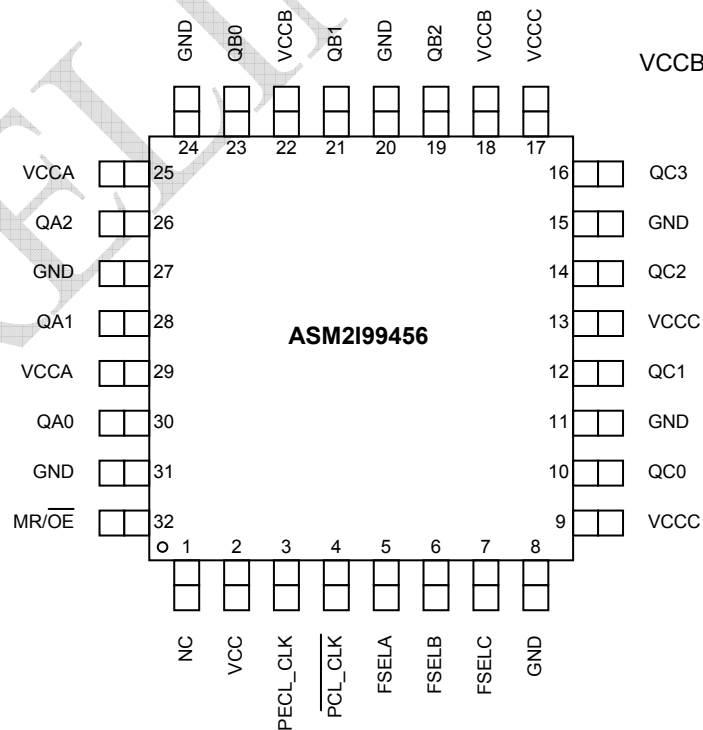 GND QB0 VCCB QB1 GND QB2 VCCB VCCC
VCCB
24 23 22 21 20 19 18 17
VCCA 25 16 QC3
QA2 26 15 GND
GND 27 14 QC2
QA1 28 13 VCCC
ASM2I99456
VCCA 29 12 QC1
QA0 30 11 GND
GND 31 10 QC0
MR/O̅E̅ 32 9 VCCC
1 2 3 4 5 6 7 8
NC VCC PECL_CLK P̅C̅L̅_̅C̅L̅K̅ FSELA FSELB FSELC GND